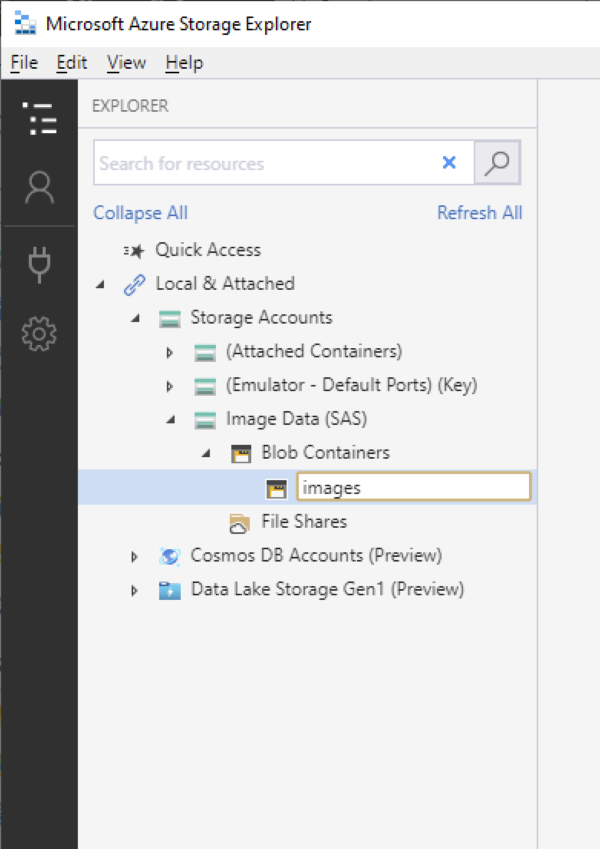 Microsoft Azure Storage Explorer
File Edit View Help
EXPLORER
Search for resources
Collapse All Refresh All
Quick Access
Local & Attached
Storage Accounts
(Attached Containers)
(Emulator - Default Ports) (Key)
Image Data (SAS)
Blob Containers
images
File Shares
Cosmos DB Accounts (Preview)
Data Lake Storage Gen1 (Preview)